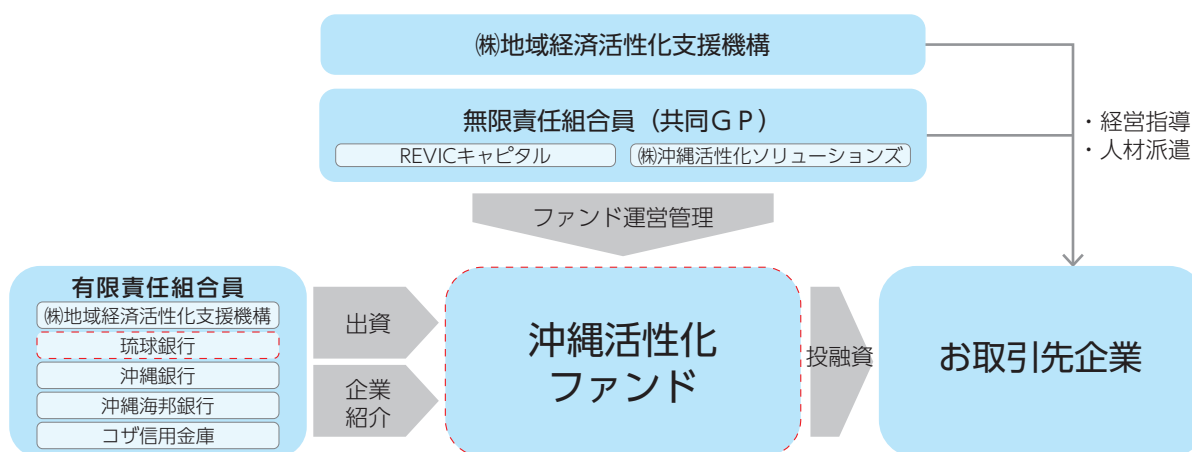 ㈱地域経済活性化支援機構
無限責任組合員（共同ＧＰ）
REVICキャピタル
㈱沖縄活性化ソリューションズ
・経営指導
・人材派遣
ファンド運営管理
有限責任組合員
㈱地域経済活性化支援機構
琉球銀行
沖縄銀行
沖縄海邦銀行
コザ信用金庫
出資
企業
紹介
沖縄活性化
ファンド
投融資
お取引先企業